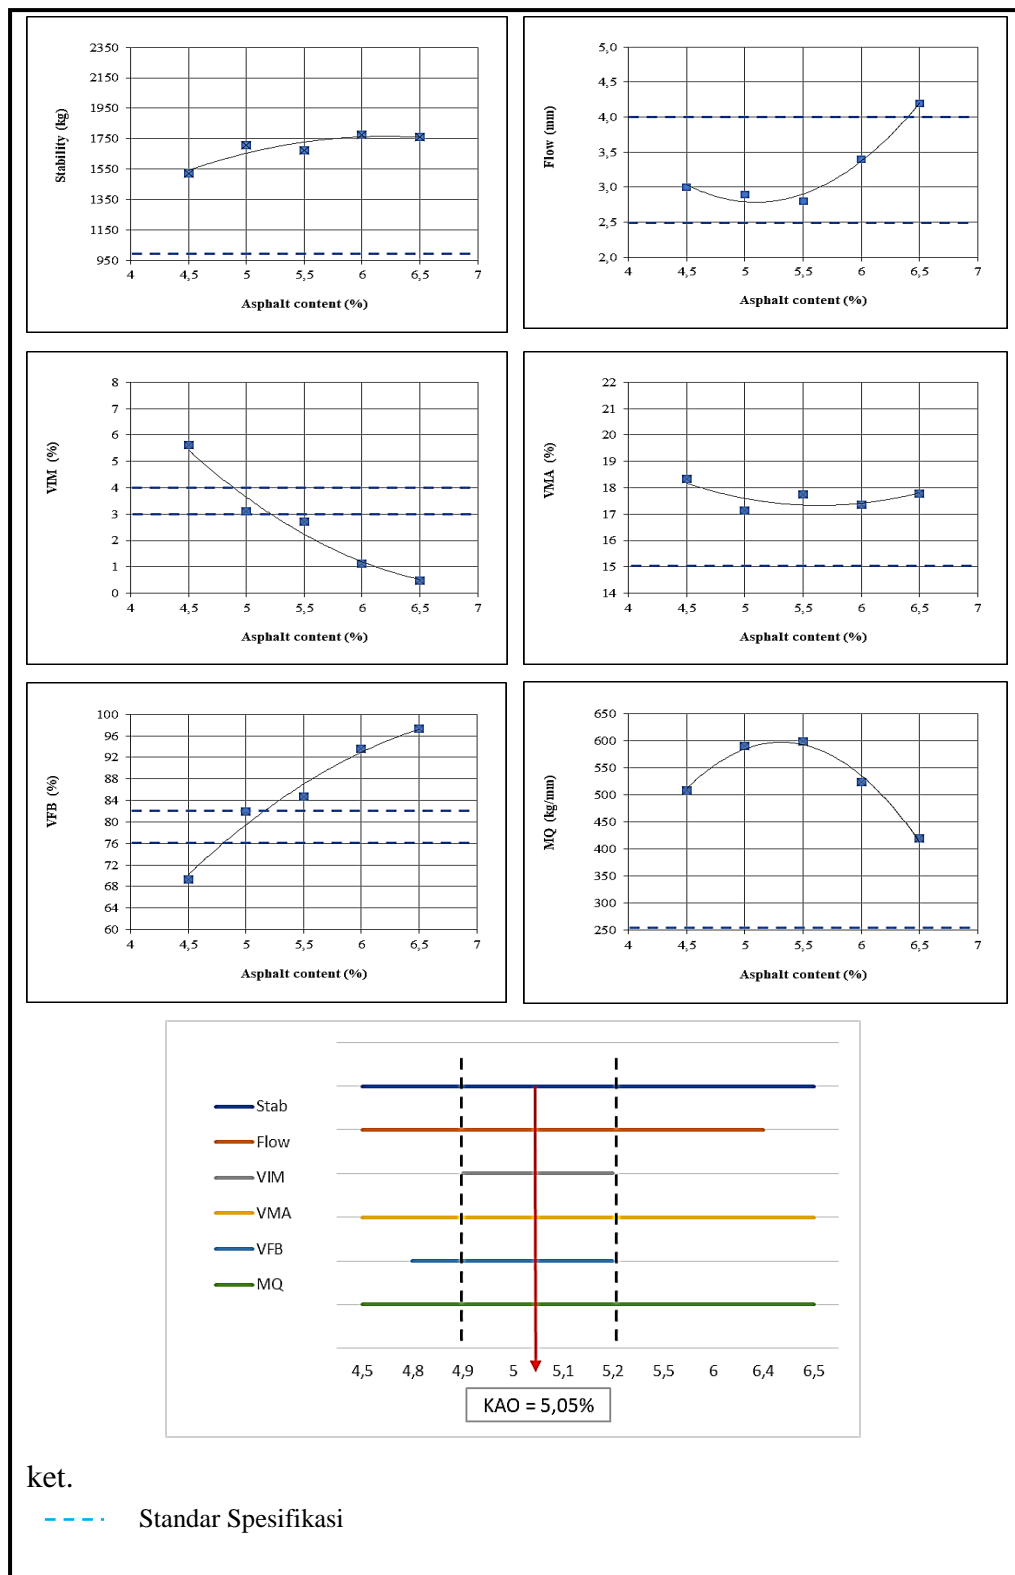 2350
2150
1950
1750
1550
1350
1150
950
Stability (kg)
4 4,5 5 5,5 6 6,5 7
Asphalt content (%)
5,0
4,5
4,0
3,5
3,0
2,5
2,0
Flow (mm)
4 4,5 5 5,5 6 6,5 7
Asphalt content (%)
8
7
6
5
4
3
2
1
0
VIM (%)
4 4,5 5 5,5 6 6,5 7
Asphalt content (%)
22
21
20
19
18
17
16
15
14
VMA (%)
4 4,5 5 5,5 6 6,5 7
Asphalt content (%)
100
96
92
88
84
80
76
72
68
64
60
VFB (%)
4 4,5 5 5,5 6 6,5 7
Asphalt content (%)
650
600
550
500
450
400
350
300
250
MQ (kg/mm)
4 4,5 5 5,5 6 6,5 7
Asphalt content (%)
Stab
Flow
VIM
VMA
VFB
MQ
4,5 4,8 4,9 5 5,1 5,2 5,5 6 6,4 6,5
KAO = 5,05%
ket.
Standar Spesifikasi